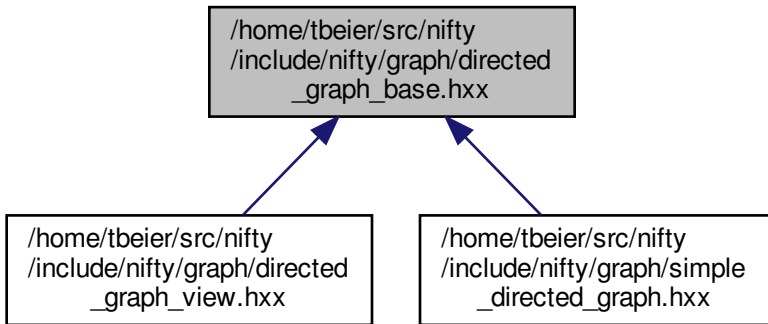 /home/tbeier/src/nifty
/include/nifty/graph/directed
_graph_base.hxx
/home/tbeier/src/nifty
/include/nifty/graph/directed
_graph_view.hxx
/home/tbeier/src/nifty
/include/nifty/graph/simple
_directed_graph.hxx